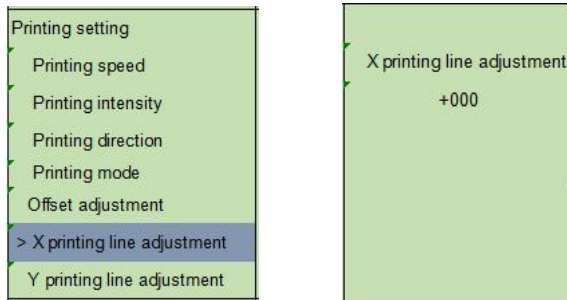 Printing setting
Printing speed
Printing intensity
Printing direction
Printing mode
Offset adjustment
> X printing line adjustment
Y printing line adjustment
X printing line adjustment
+000